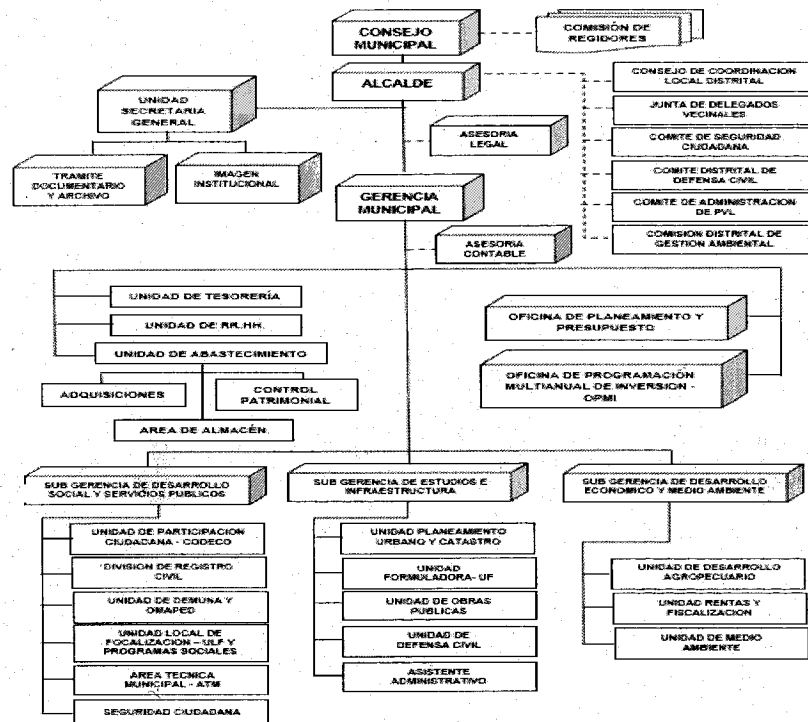 CONSEJO
MUNICIPAL
COMISIÓN DE
REGIDORES
ALCALDE
UNIDAD
SECRETARIA
GENERAL
CONSEJO DE COORDINACION
LOCAL DISTRITAL
JUNTA DE DELEGADOS
VECINALES
COMITE DE SEGURIDAD
CIUDADANA
COMITE DISTRITAL DE
DEFENSA CIVIL
COMITE DE ADMINISTRACION
DE PVL
COMISION DISTRITAL DE
GESTION AMBIENTAL
ASESORIA
LEGAL
TRAMITE
DOCUMENTARIO
Y ARCHIVO
IMAGEN
INSTITUCIONAL
GERENCIA
MUNICIPAL
ASESORIA
CONTABLE
UNIDAD DE TESORERÍA
UNIDAD DE RR.HH.
UNIDAD DE ABASTECIMIENTO
ADQUISICIONES
CONTROL
PATRIMONIAL
AREA DE ALMACÉN.
OFICINA DE PLANEAMIENTO Y
PRESUPUESTO
OFICINA DE PROGRAMACIÓN
MULTIANUAL DE INVERSION -
OPMI
SUB GERENCIA DE DESARROLLO
SOCIAL Y SERVICIOS PUBLICOS
SUB GERENCIA DE ESTUDIOS E
INFRAESTRUCTURA
SUB GERENCIA DE DESARROLLO
ECONOMICO Y MEDIO AMBIENTE
UNIDAD DE PARTICIPACION
CIUDADANA - CODECO
DIVISION DE REGISTRO
CIVIL
UNIDAD DE DEMUNA Y
OMAPED
UNIDAD LOCAL DE
FOCALIZACION - ULF Y
PROGRAMAS SOCIALES
AREA TECNICA
MUNICIPAL - ATM
SEGURIDAD CIUDADANA
UNIDAD PLANEAMIENTO
URBANO Y CATASTRO
UNIDAD
FORMULADORA- UF
UNIDAD DE OBRAS
PUBLICAS
UNIDAD DE
DEFENSA CIVIL
ASISTENTE
ADMINISTRATIVO
UNIDAD DE DESARROLLO
AGROPECUARIO
UNIDAD RENTAS Y
FISCALIZACION
UNIDAD DE MEDIO
AMBIENTE